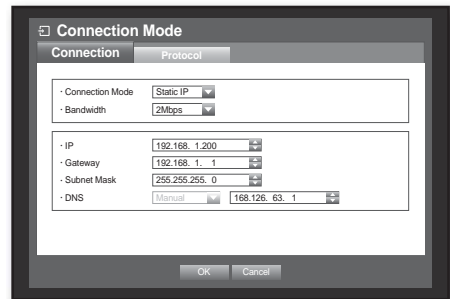 Connection Mode
Connection Protocol
· Connection Mode Static IP
· Bandwidth 2Mbps
· IP 192.168. 1.200
· Gateway 192.168. 1. 1
· Subnet Mask 255.255.255. 0
· DNS Manual 168.126. 63. 1
OK Cancel